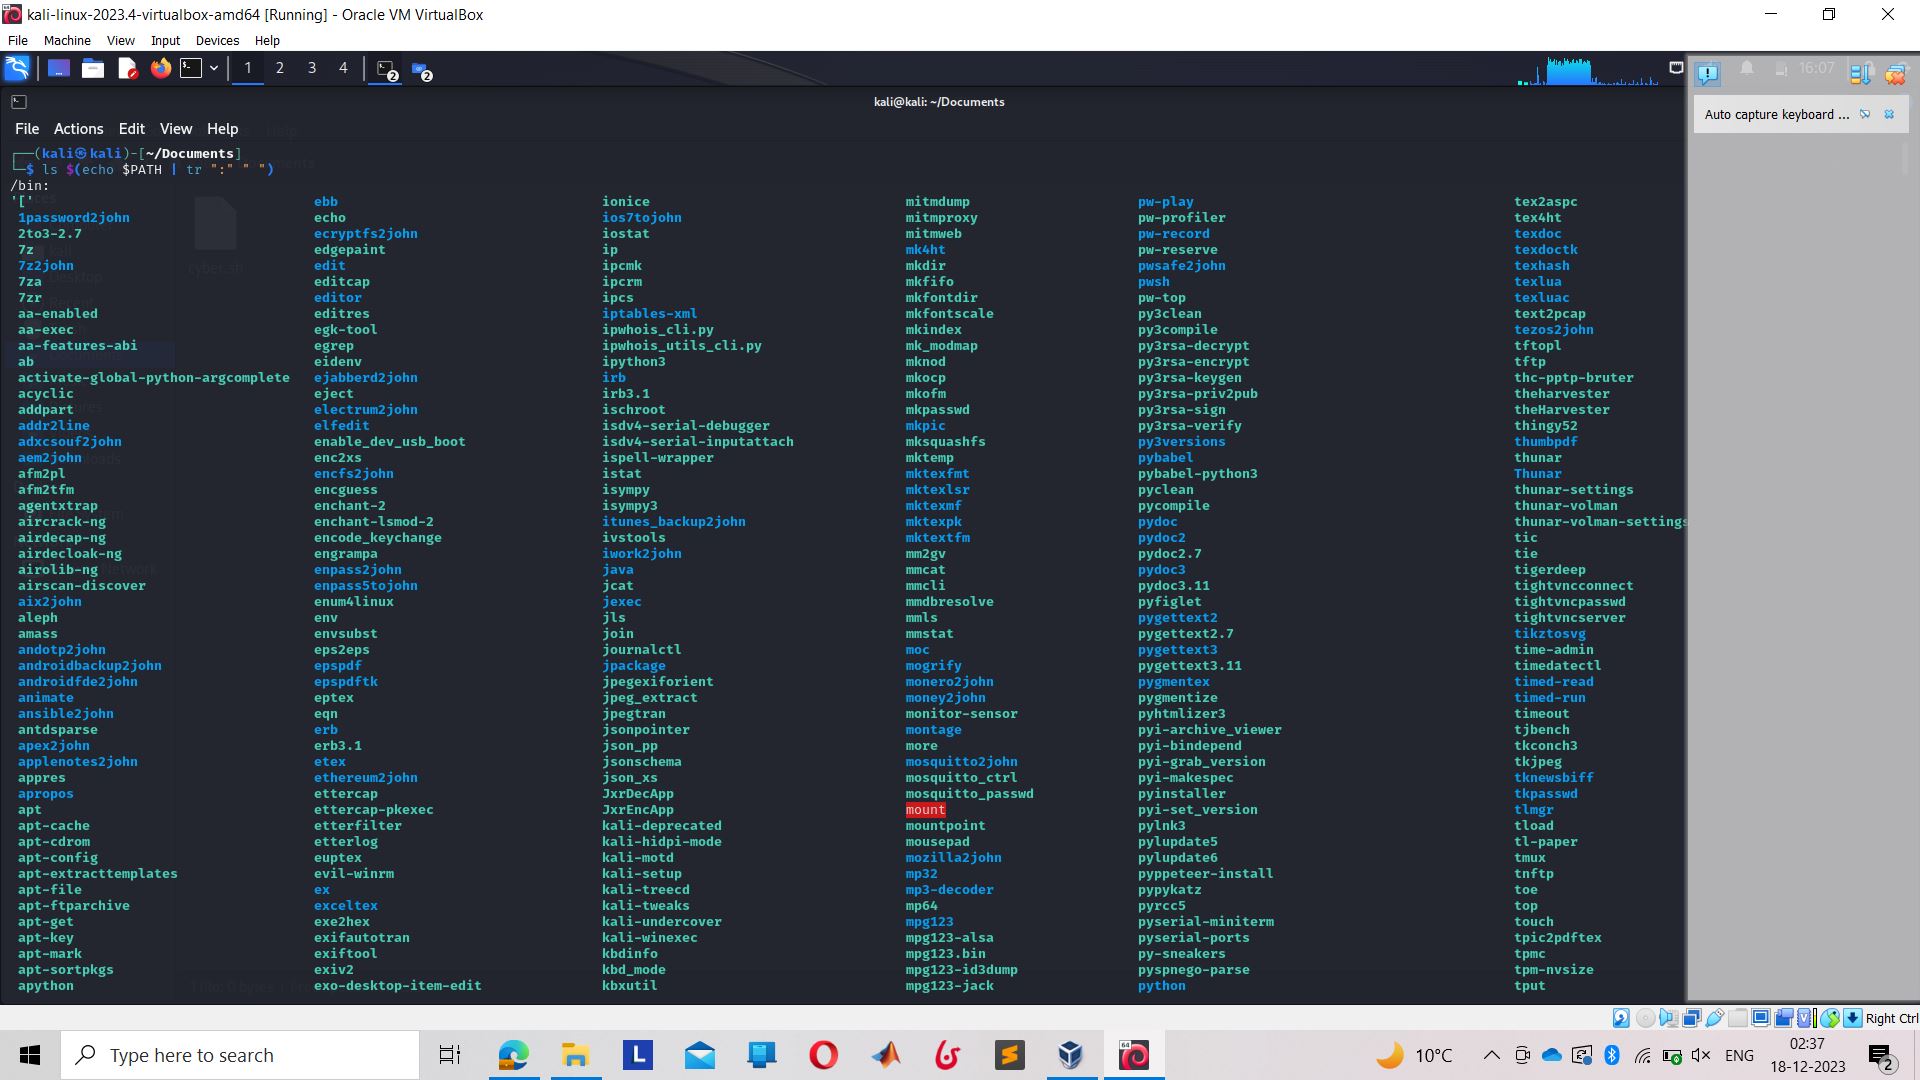 kali-linux-2023.4-virtualbox-amd64 [Running] - Oracle VM VirtualBox
File Machine View Input Devices Help
1 2 3 4 2 2 16:07
kali@kali: ~/Documents
Auto capture keyboard ...
File Actions Edit View Help
(kali㉿kali)-[~/Documents]
$ ls $(echo $PATH | tr ":" " ")
/bin:
'[' ebb ionice mitmdump pw-play tex2aspc
1password2john echo ios7tojohn mitmproxy pw-profiler tex4ht
2to3-2.7 ecryptfs2john iostat mitmweb pw-record texdoc
7z edgepaint ip mk4ht pw-reserve texdoctk
7z2john edit ipcmk mkdir pwsafe2john texhash
7za editcap ipcrm mkfifo pwsh texlua
7zr editor ipcs mkfontdir pw-top texluac
aa-enabled editres iptables-xml mkfontscale py3clean text2pcap
aa-exec egk-tool ipwhois_cli.py mkindex py3compile tezos2john
aa-features-abi egrep ipwhois_utils_cli.py mk_modmap py3rsa-decrypt tftopl
ab eidenv ipython3 mknod py3rsa-encrypt tftp
activate-global-python-argcomplete ejabberd2john irb mkocp py3rsa-keygen thc-pptp-bruter
acyclic eject irb3.1 mkofm py3rsa-priv2pub theharvester
addpart electrum2john ischroot mkpasswd py3rsa-sign theHarvester
addr2line elfedit isdv4-serial-debugger mkpic py3rsa-verify thingy52
adxcsouf2john enable_dev_usb_boot isdv4-serial-inputattach mksquashfs py3versions thumbpdf
aem2john enc2xs ispell-wrapper mktemp pybabel thunar
afm2pl encfs2john istat mktexfmt pybabel-python3 Thunar
afm2tfm encguess isympy mktexlsr pyclean thunar-settings
agentxtrap enchant-2 isympy3 mktexmf pycompile thunar-volman
aircrack-ng enchant-lsmod-2 itunes_backup2john mktexpk pydoc thunar-volman-settings
airdecap-ng encode_keychange ivstools mktextfm pydoc2 tic
airdecloak-ng engrampa iwork2john mm2gv pydoc2.7 tie
airolib-ng enpass2john java mmcat pydoc3 tigerdeep
airscan-discover enpass5tojohn jcat mmcli pydoc3.11 tightvncconnect
aix2john enum4linux jexec mmdbresolve pyfiglet tightvncpasswd
aleph env jls mmls pygettext2 tightvncserver
amass envsubst join mmstat pygettext2.7 tikztosvg
andotp2john eps2eps journalctl moc pygettext3 time-admin
androidbackup2john epspdf jpackage mogrify pygettext3.11 timedatectl
androidfde2john epspdftk jpegexiforient monero2john pygmentex timed-read
animate eptex jpeg_extract money2john pygmentize timed-run
ansible2john eqn jpegtran monitor-sensor pyhtmlizer3 timeout
antdsparse erb jsonpointer montage pyi-archive_viewer tjbench
apex2john erb3.1 json_pp more pyi-bindepend tkconch3
applenotes2john etex jsonschema mosquitto2john pyi-grab_version tkjpeg
appres ethereum2john json_xs mosquitto_ctrl pyi-makespec tknewsbiff
apropos ettercap JxrDecApp mosquitto_passwd pyinstaller tkpasswd
apt ettercap-pkexec JxrEncApp mount pyi-set_version tlmgr
apt-cache etterfilter kali-deprecated mountpoint pylnk3 tload
apt-cdrom etterlog kali-hidpi-mode mousepad pylupdate5 tl-paper
apt-config euptex kali-motd mozilla2john pylupdate6 tmux
apt-extracttemplates evil-winrm kali-setup mp32 pyppeteer-install tnftp
apt-file ex kali-treecd mp3-decoder pypykatz toe
apt-ftparchive exceltex kali-tweaks mp64 pyrcc5 top
apt-get exe2hex kali-undercover mpg123 pyserial-miniterm touch
apt-key exifautotran kali-winexec mpg123-alsa pyserial-ports tpic2pdftex
apt-mark exiftool kbdinfo mpg123.bin py-sneakers tpmc
apt-sortpkgs exiv2 kbd_mode mpg123-id3dump pyspnego-parse tpm-nvsize
apython exo-desktop-item-edit kbxutil mpg123-jack python tput
Right Ctrl
Type here to search
10°C
ENG
02:37
18-12-2023
2